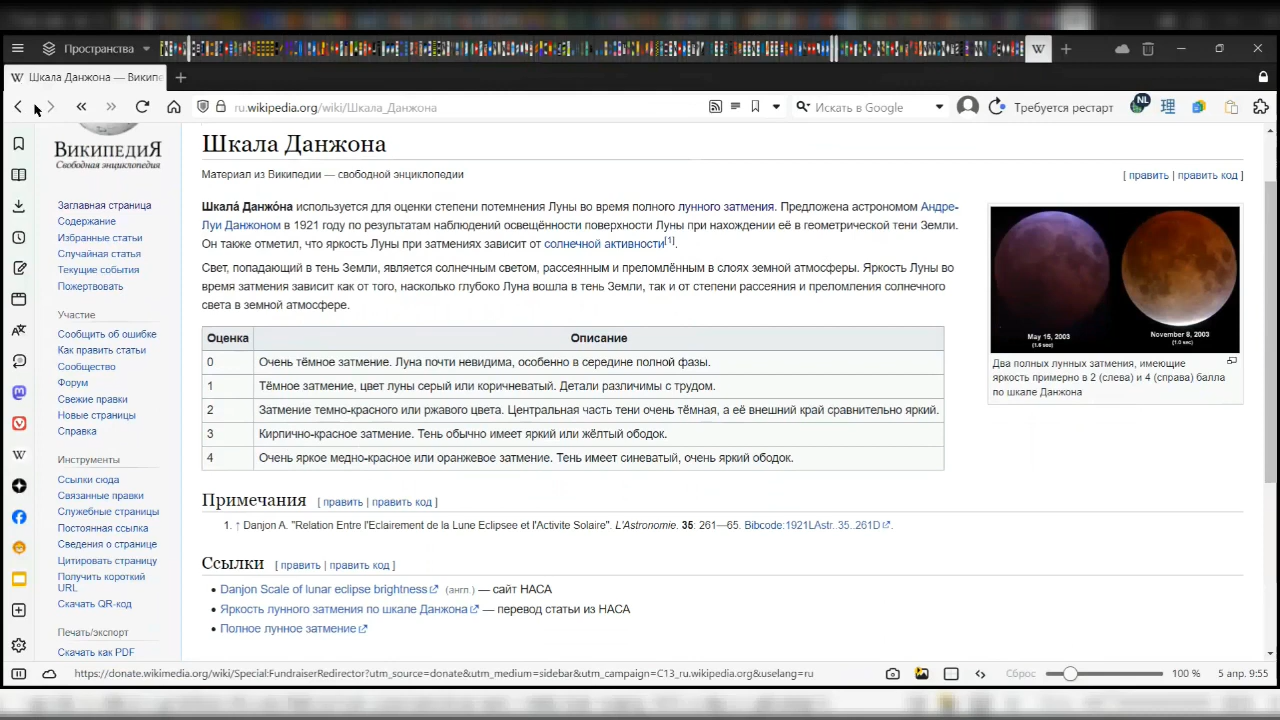 Пространства
W
Шкала Данжона — Википе
ru.wikipedia.org/wiki/Шкала_Данжона
Искать в Google
Требуется рестарт
NL
理
ВИКИПЕДИЯ
Свободная энциклопедия
Заглавная страница
Содержание
Избранные статьи
Случайная статья
Текущие события
Пожертвовать
Участие
Сообщить об ошибке
Как править статьи
Сообщество
Форум
Свежие правки
Новые страницы
Справка
Инструменты
Ссылки сюда
Связанные правки
Служебные страницы
Постоянная ссылка
Сведения о странице
Цитировать страницу
Получить короткий
URL
Скачать QR-код
Печать/экспорт
Скачать как PDF
Шкала Данжона
Материал из Википедии — свободной энциклопедии
[ править | править код ]
Шкала́ Данжо́на используется для оценки степени потемнения Луны во время полного лунного затмения. Предложена астрономом Андре-
Луи Данжоном в 1921 году по результатам наблюдений освещённости поверхности Луны при нахождении её в геометрической тени Земли.
Он также отметил, что яркость Луны при затмениях зависит от солнечной активности[1].
Свет, попадающий в тень Земли, является солнечным светом, рассеянным и преломлённым в слоях земной атмосферы. Яркость Луны во
время затмения зависит как от того, насколько глубоко Луна вошла в тень Земли, так и от степени рассеяния и преломления солнечного
света в земной атмосфере.
Оценка Описание
0 Очень тёмное затмение. Луна почти невидима, особенно в середине полной фазы.
1 Тёмное затмение, цвет луны серый или коричневатый. Детали различимы с трудом.
2 Затмение темно-красного или ржавого цвета. Центральная часть тени очень тёмная, а её внешний край сравнительно яркий.
3 Кирпично-красное затмение. Тень обычно имеет яркий или жёлтый ободок.
4 Очень яркое медно-красное или оранжевое затмение. Тень имеет синеватый, очень яркий ободок.
May 15, 2003
(1.6 sec)
November 8, 2003
(1.0 sec)
Два полных лунных затмения, имеющие
яркость примерно в 2 (слева) и 4 (справа) балла
по шкале Данжона
Примечания [ править | править код ]
1. ↑ Danjon A. "Relation Entre l'Eclairement de la Lune Eclipsee et l'Activite Solaire". L'Astronomie. 35: 261—65. Bibcode:1921LAstr..35..261D.
Ссылки [ править | править код ]
Danjon Scale of lunar eclipse brightness (англ.) — сайт НАСА
Яркость лунного затмения по шкале Данжона — перевод статьи из НАСА
Полное лунное затмение
https://donate.wikimedia.org/wiki/Special:FundraiserRedirector?utm_source=donate&utm_medium=sidebar&utm_campaign=C13_ru.wikipedia.org&uselang=ru
Сброс
100 %
5 апр. 9:55